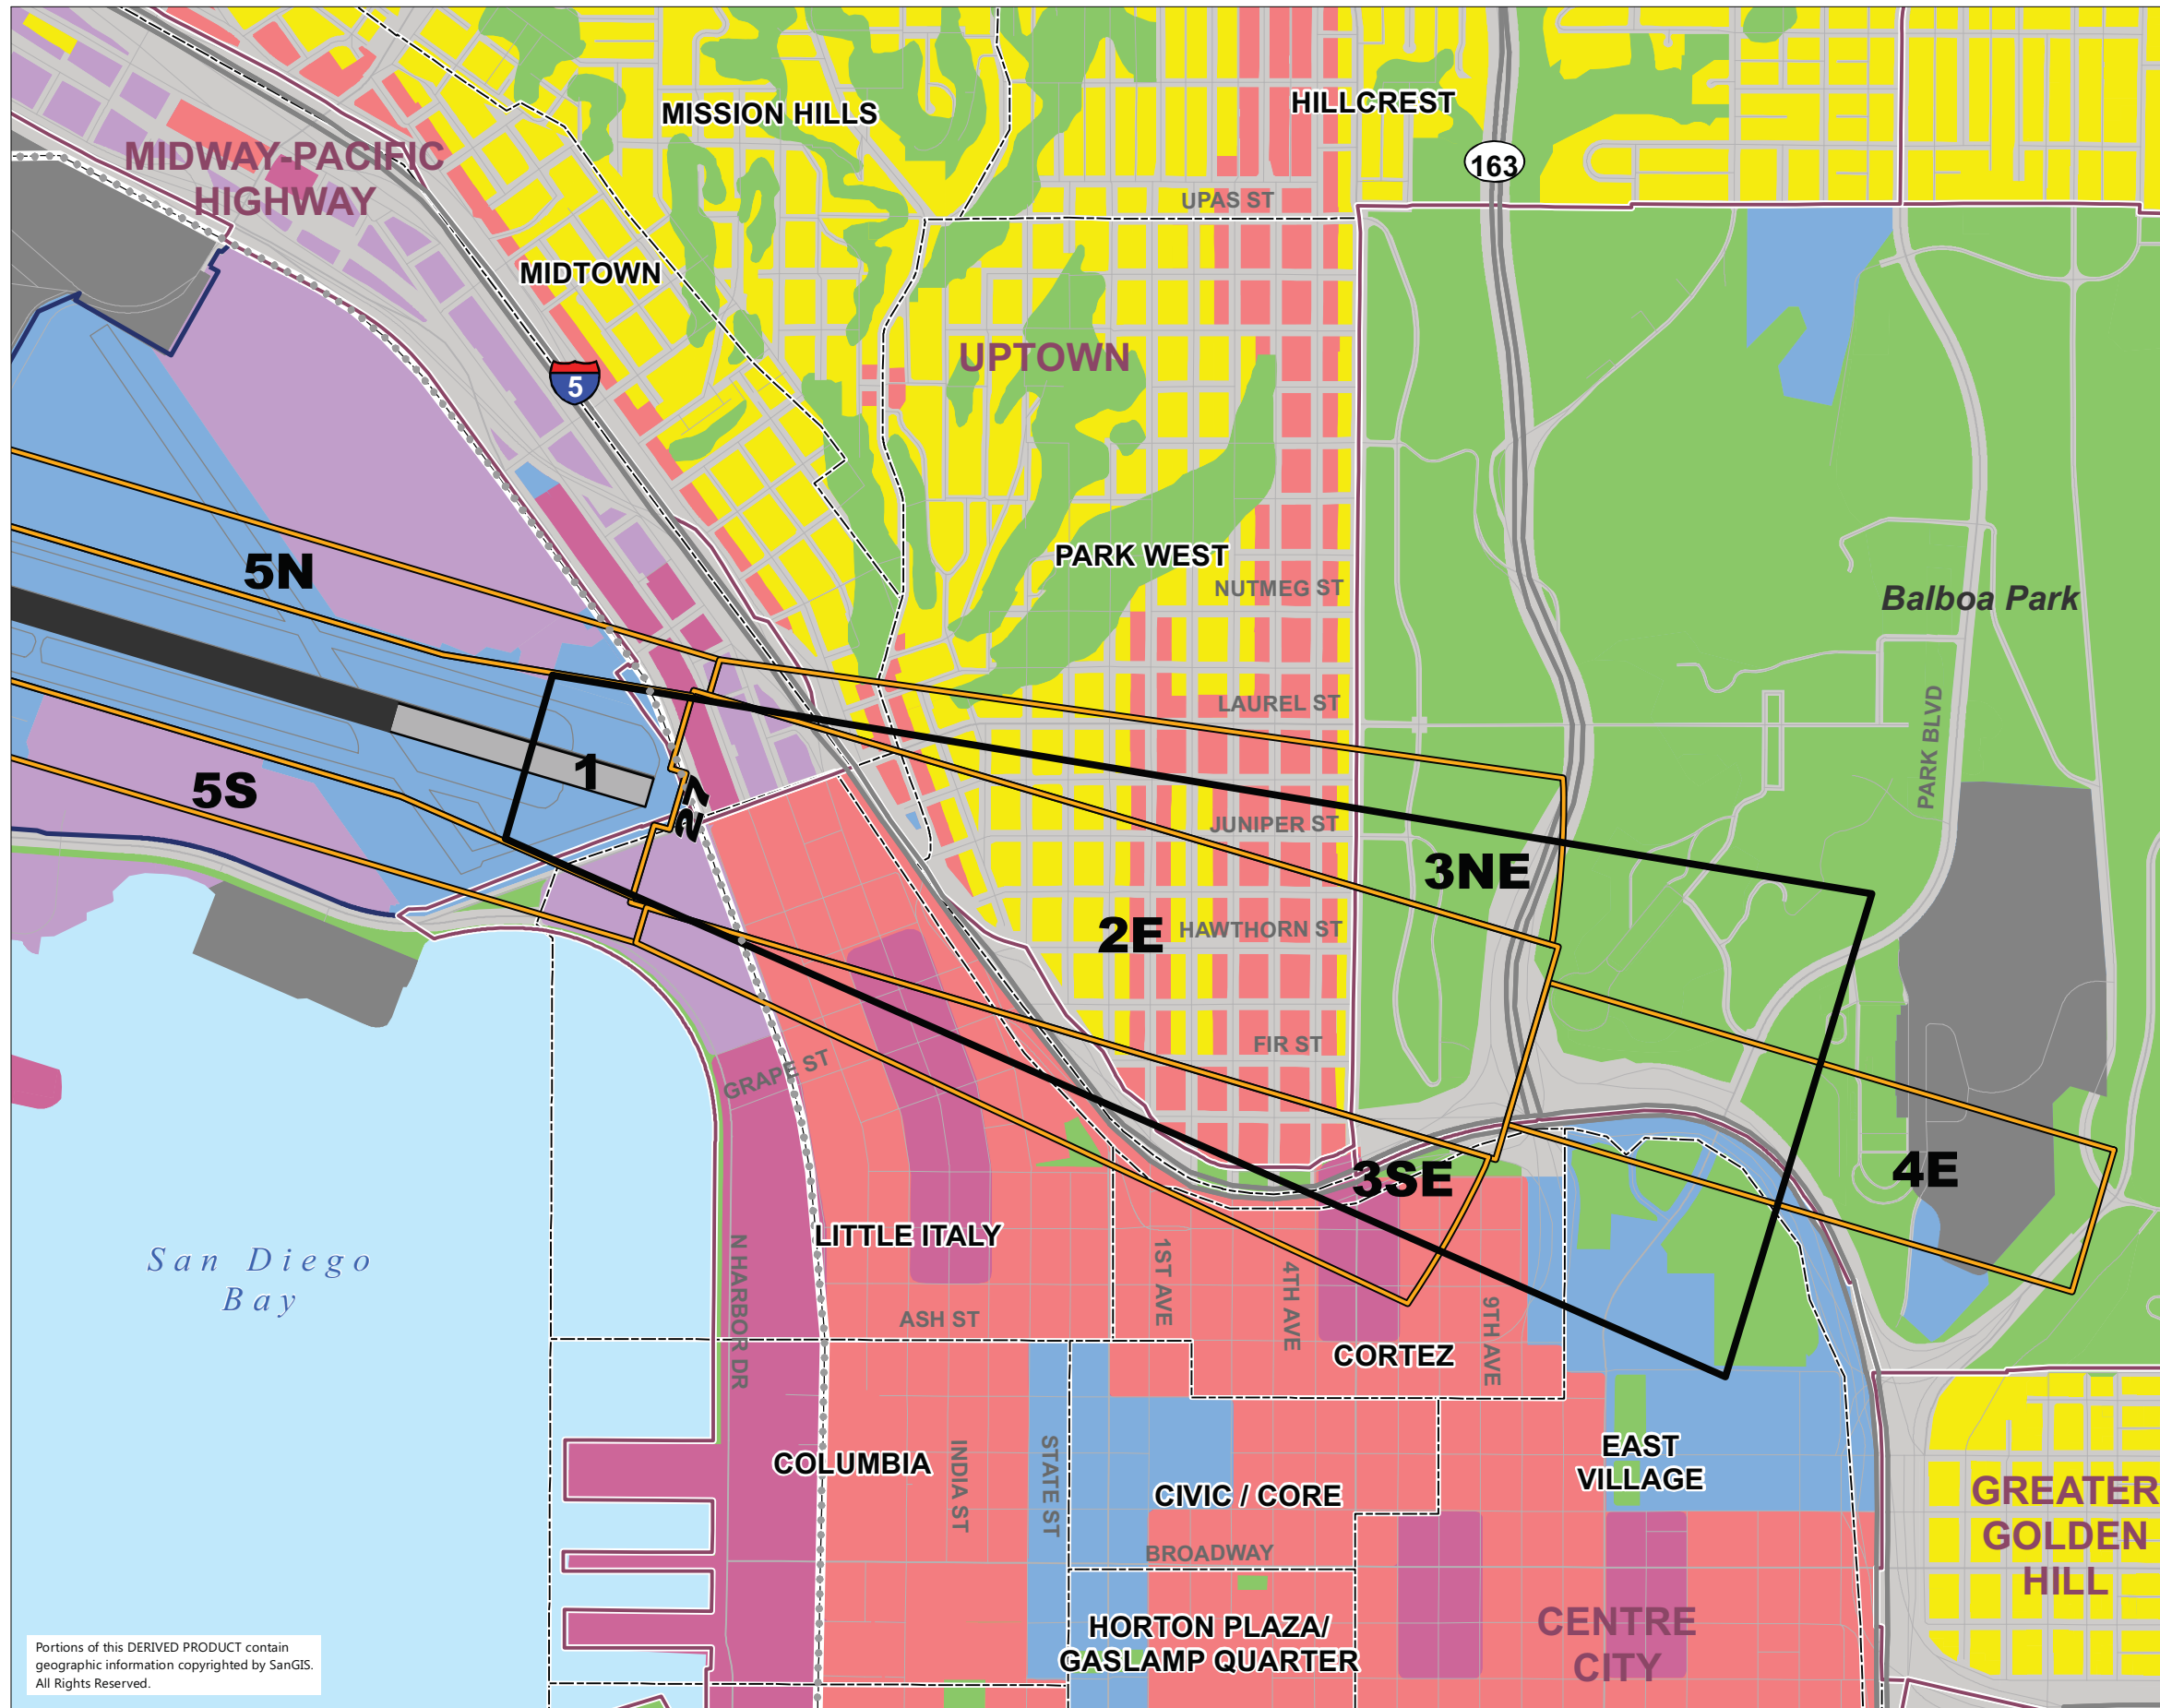 MISSION HILLS
HILLCREST
MIDWAY-PACIFIC
HIGHWAY
163
UPAS ST
MIDTOWN
UPTOWN
5
PARK WEST
NUTMEG ST
Balboa Park
5N
LAUREL ST
PARK BLVD
5S
1
27
JUNIPER ST
3NE
2E
HAWTHORN ST
FIR ST
GRAPE ST
3SE
4E
San Diego
Bay
LITTLE ITALY
N HARBOR DR
1ST AVE
4TH AVE
9TH AVE
ASH ST
CORTEZ
COLUMBIA
INDIA ST
STATE ST
CIVIC / CORE
EAST
VILLAGE
GREATER
GOLDEN
HILL
BROADWAY
HORTON PLAZA/
GASLAMP QUARTER
CENTRE
CITY
Portions of this DERIVED PRODUCT contain
geographic information copyrighted by SanGIS.
All Rights Reserved.